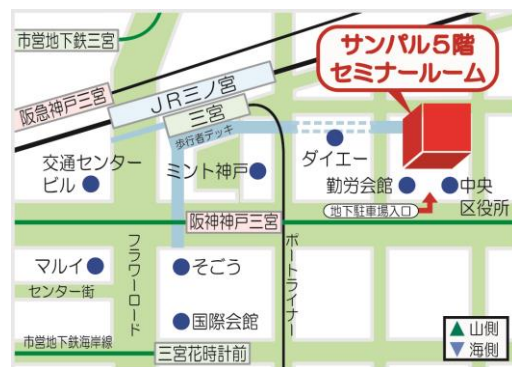 市営地下鉄三宮
サンパル5階
セミナールーム
阪急神戸三宮
JR三ノ宮
三宮
歩行者デッキ
交通センター
ビル
ミント神戸
ダイエー
勤労会館
中央
区役所
地下駐車場入口
阪神神戸三宮
マルイ
センター街
フラワーロード
そごう
ポートライナー
国際会館
市営地下鉄海岸線
三宮花時計前
▲山側
▼海側